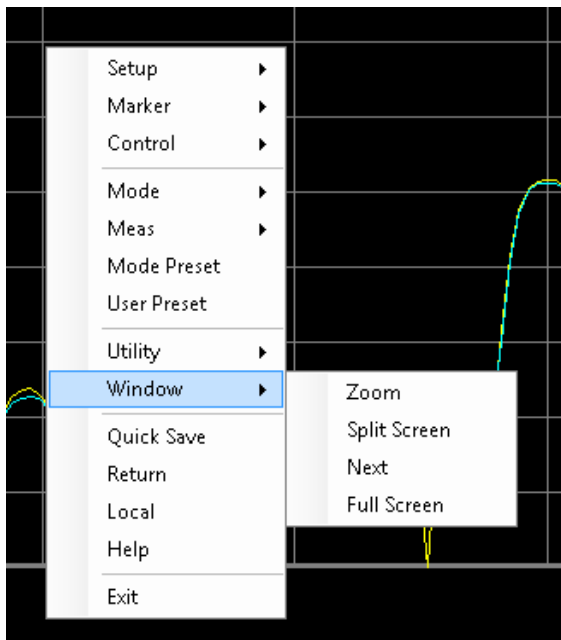 Setup
Marker
Control
Mode
Meas
Mode Preset
User Preset
Utility
Window
Zoom
Split Screen
Next
Full Screen
Quick Save
Return
Local
Help
Exit